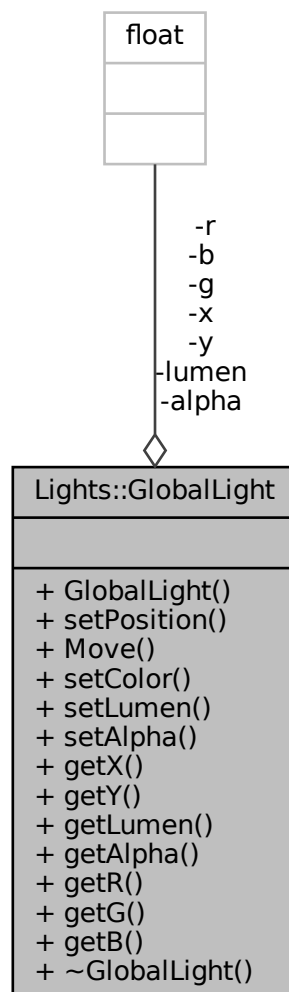 float
-r
-b
-g
-x
-y
-lumen
-alpha
Lights::GlobalLight
+ GlobalLight()
+ setPosition()
+ Move()
+ setColor()
+ setLumen()
+ setAlpha()
+ getX()
+ getY()
+ getLumen()
+ getAlpha()
+ getR()
+ getG()
+ getB()
+ ~GlobalLight()